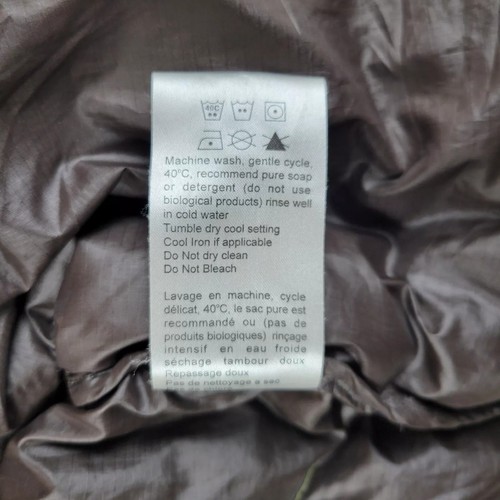 40C
Machine wash, gentle cycle,
40°C, recommend pure soap
or detergent (do not use
biological products) rinse well
in cold water
Tumble dry cool setting
Cool Iron if applicable
Do Not dry clean
Do Not Bleach
Lavage en machine, cycle
délicat, 40°C, le sac pure est
recommandé ou (pas de
produits biologiques) rinçage
intensif en eau froide
séchage tambour doux
Repassage doux
Pas de nettoyage a sec